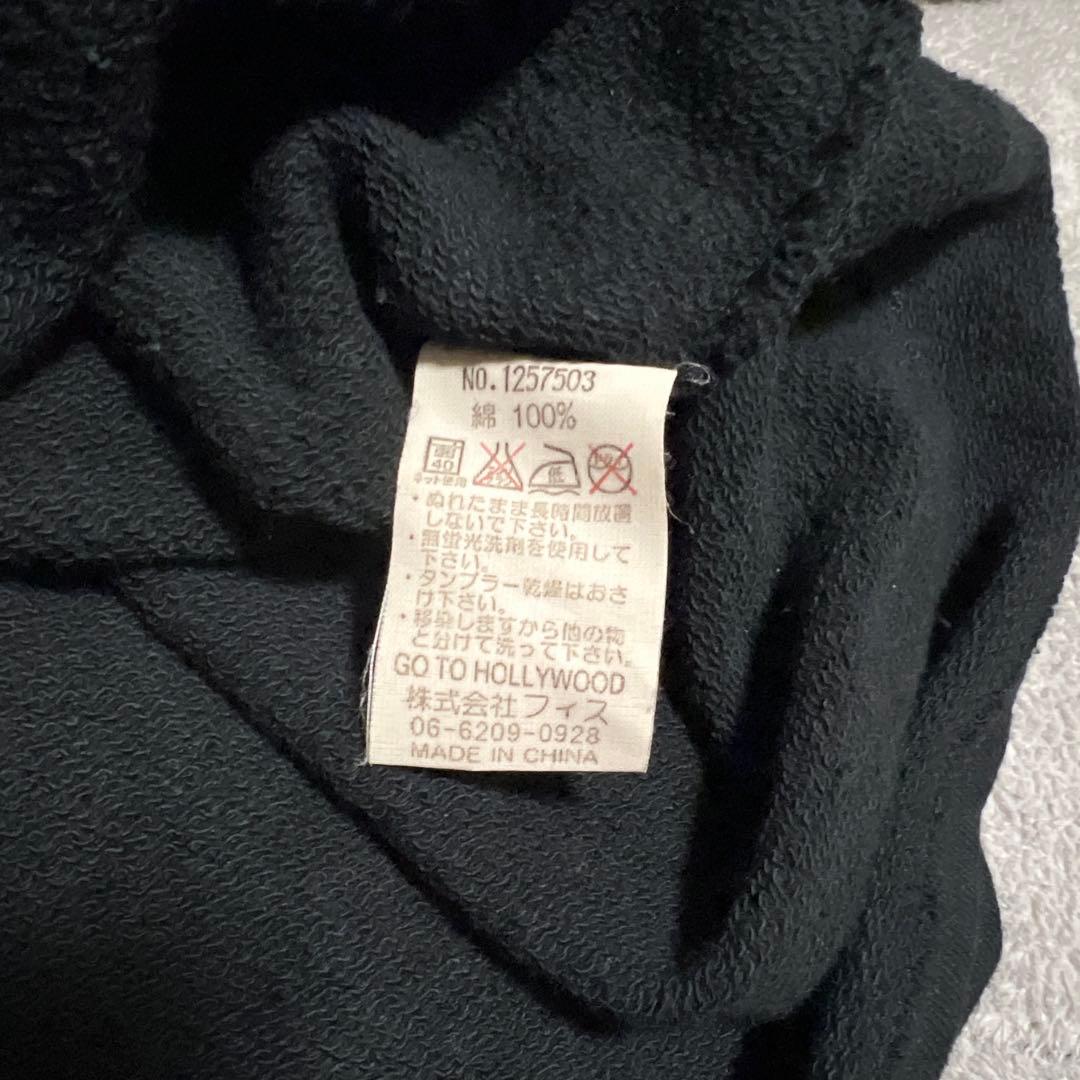 NO.1257503
綿 100%
40
ネット使用
低
・ぬれたまま長時間放置
しないで下さい。
・無蛍光洗剤を使用して
下さい。
・タンブラー乾燥はおさ
け下さい。
・移染しますから他の物
と分けて洗って下さい。
GO TO HOLLYWOOD
株式会社 フィス
06-6209-0928
MADE IN CHINA